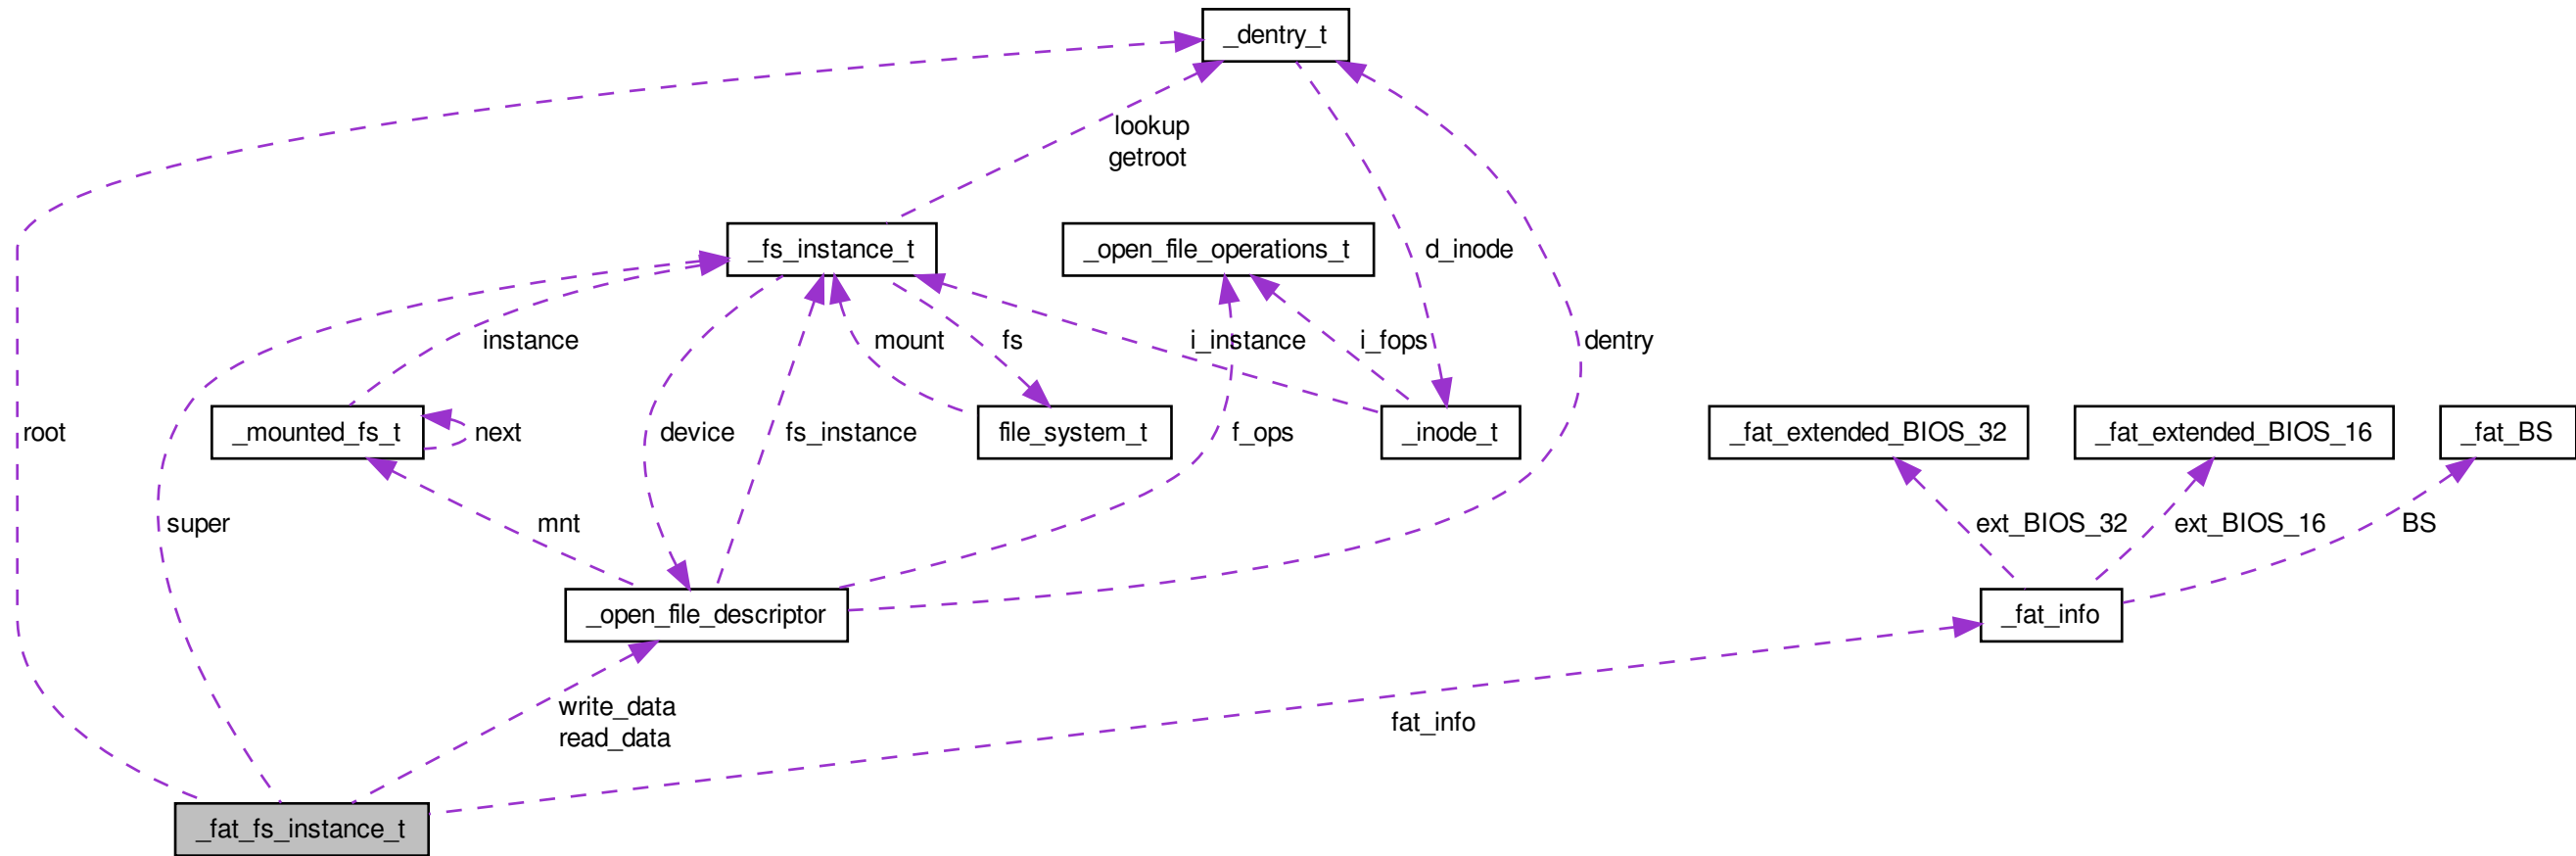 _dentry_t
lookup
getroot
_fs_instance_t
_open_file_operations_t
d_inode
instance
mount
fs
i_instance
i_fops
dentry
root
_mounted_fs_t
next
device
fs_instance
file_system_t
f_ops
_inode_t
_fat_extended_BIOS_32
_fat_extended_BIOS_16
_fat_BS
super
mnt
ext_BIOS_32
ext_BIOS_16
BS
_open_file_descriptor
_fat_info
write_data
read_data
fat_info
_fat_fs_instance_t